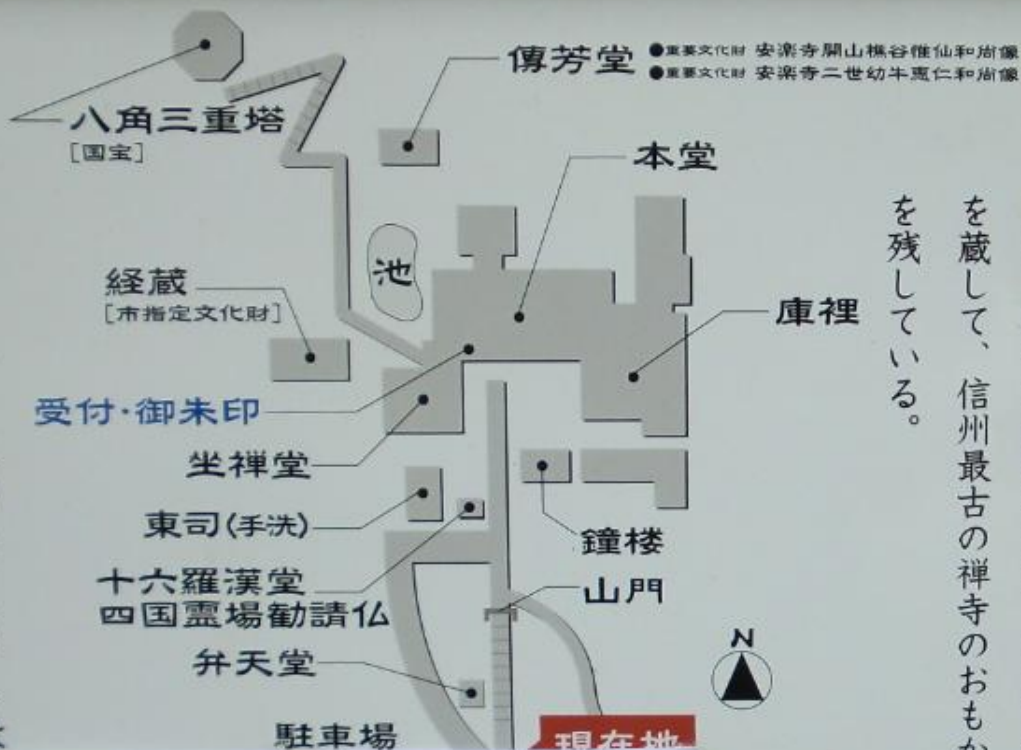 傳芳堂
●重要文化財 安楽寺開山樵谷惟仙和尚像
●重要文化財 安楽寺二世幼牛恵仁和尚像
八角三重塔
[国宝]
本堂
池
経蔵
[市指定文化財]
庫裡
受付・御朱印
坐禅堂
東司(手洗)
鐘楼
十六羅漢堂
四国霊場勧請仏
山門
弁天堂
N
駐車場
現在地
を蔵して、信州最古の禅寺のおもか
を残している。